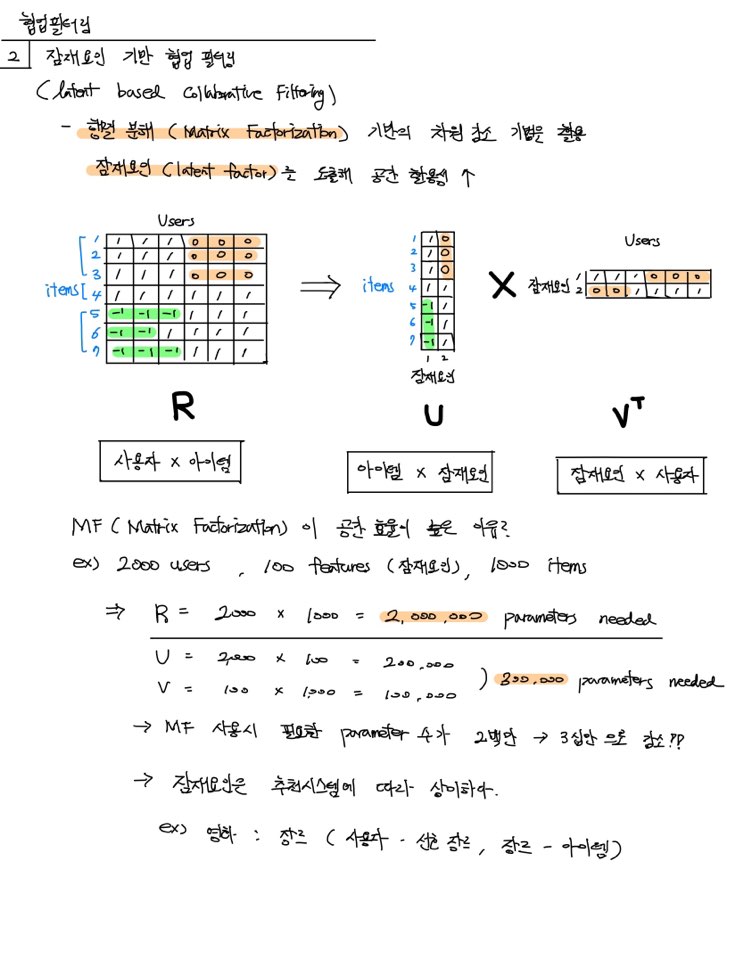 협업필터링
2 잠재요인 기반 협업 필터링
(latent based Collaborative Filtering)
- 행렬 분해 (Matrix Factorization) 기반의 차원 감소 기법을 활용
잠재요인 (latent factor)를 도출해 공간 활용성 ↑
Users
1 1 1 1 0 0 0
2 1 1 1 0 0 0
3 1 1 1 0 0 0
items 4 1 1 1 1 1 1
5 -1 -1 -1 1 1 1
6 -1 -1 1 1 1 1
7 -1 -1 -1 1 1 1
⇒
items
1 1 0
2 1 0
3 1 0
4 1 1
5 -1 1
6 -1 1
7 -1 1
1 2
잠재요인
X
Users
잠재요인
1 1 1 1 0 0 0
2 0 0 1 1 1 1
R U Vᵀ
사용자 x 아이템
아이템 x 잠재요인
잠재요인 x 사용자
MF (Matrix Factorization) 이 공간 효율이 높은 이유?
ex) 2000 users, 100 features (잠재요인), 1000 items
⇒ R = 2000 x 1000 = 2,000,000 parameters needed
U = 2,000 x 100 = 200,000
V = 100 x 1,000 = 100,000
) 300,000 parameters needed
→ MF 사용시 필요한 parameter 수가 2백만 → 3십만 으로 감소!!
→ 잠재요인은 추천시스템에 따라 상이하다.
ex) 영화 : 장르 (사용자 - 선호 장르, 장르 - 아이템)